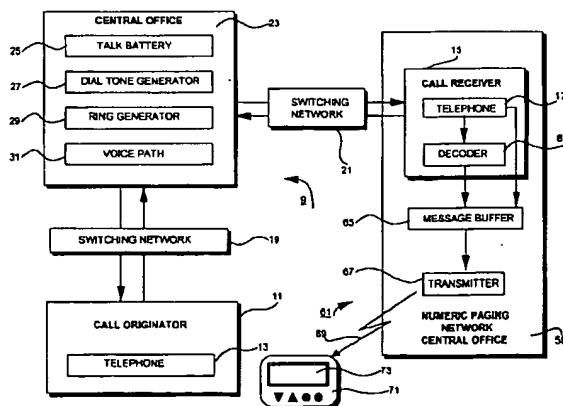 CENTRAL OFFICE
23
25
TALK BATTERY
27
DIAL TONE GENERATOR
29
RING GENERATOR
31
VOICE PATH
SWITCHING NETWORK
21
9
15
CALL RECEIVER
TELEPHONE
17
DECODER
65
MESSAGE BUFFER
67
TRANSMITTER
NUMERIC PAGING
NETWORK
CENTRAL OFFICE
SWITCHING NETWORK
19
11
CALL ORIGINATOR
TELEPHONE
13
61
69
73
71